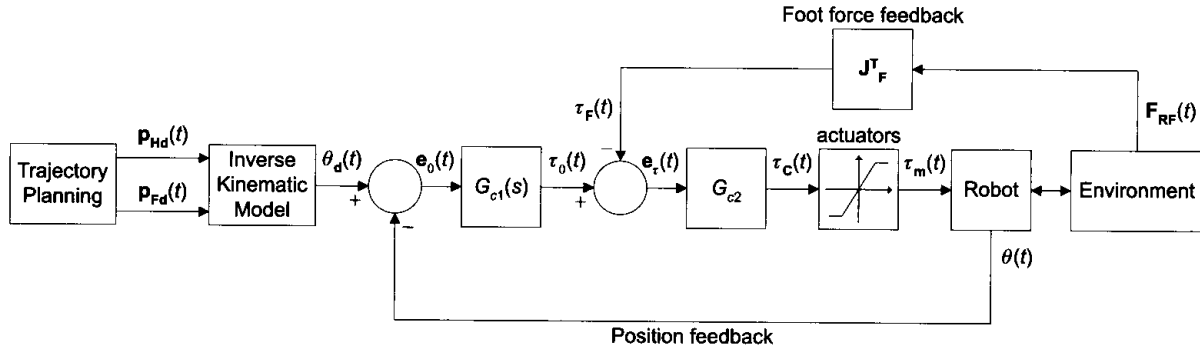 Foot force feedback
J^T_F
τ_F(t)
F_RF(t)
actuators
p_Hd(t)
Trajectory
Planning
p_Fd(t)
Inverse
Kinematic
Model
θ_d(t)
+
−
e_0(t)
G_c1(s)
τ_0(t)
+
−
e_τ(t)
G_c2
τ_C(t)
τ_m(t)
Robot
Environment
θ(t)
Position feedback